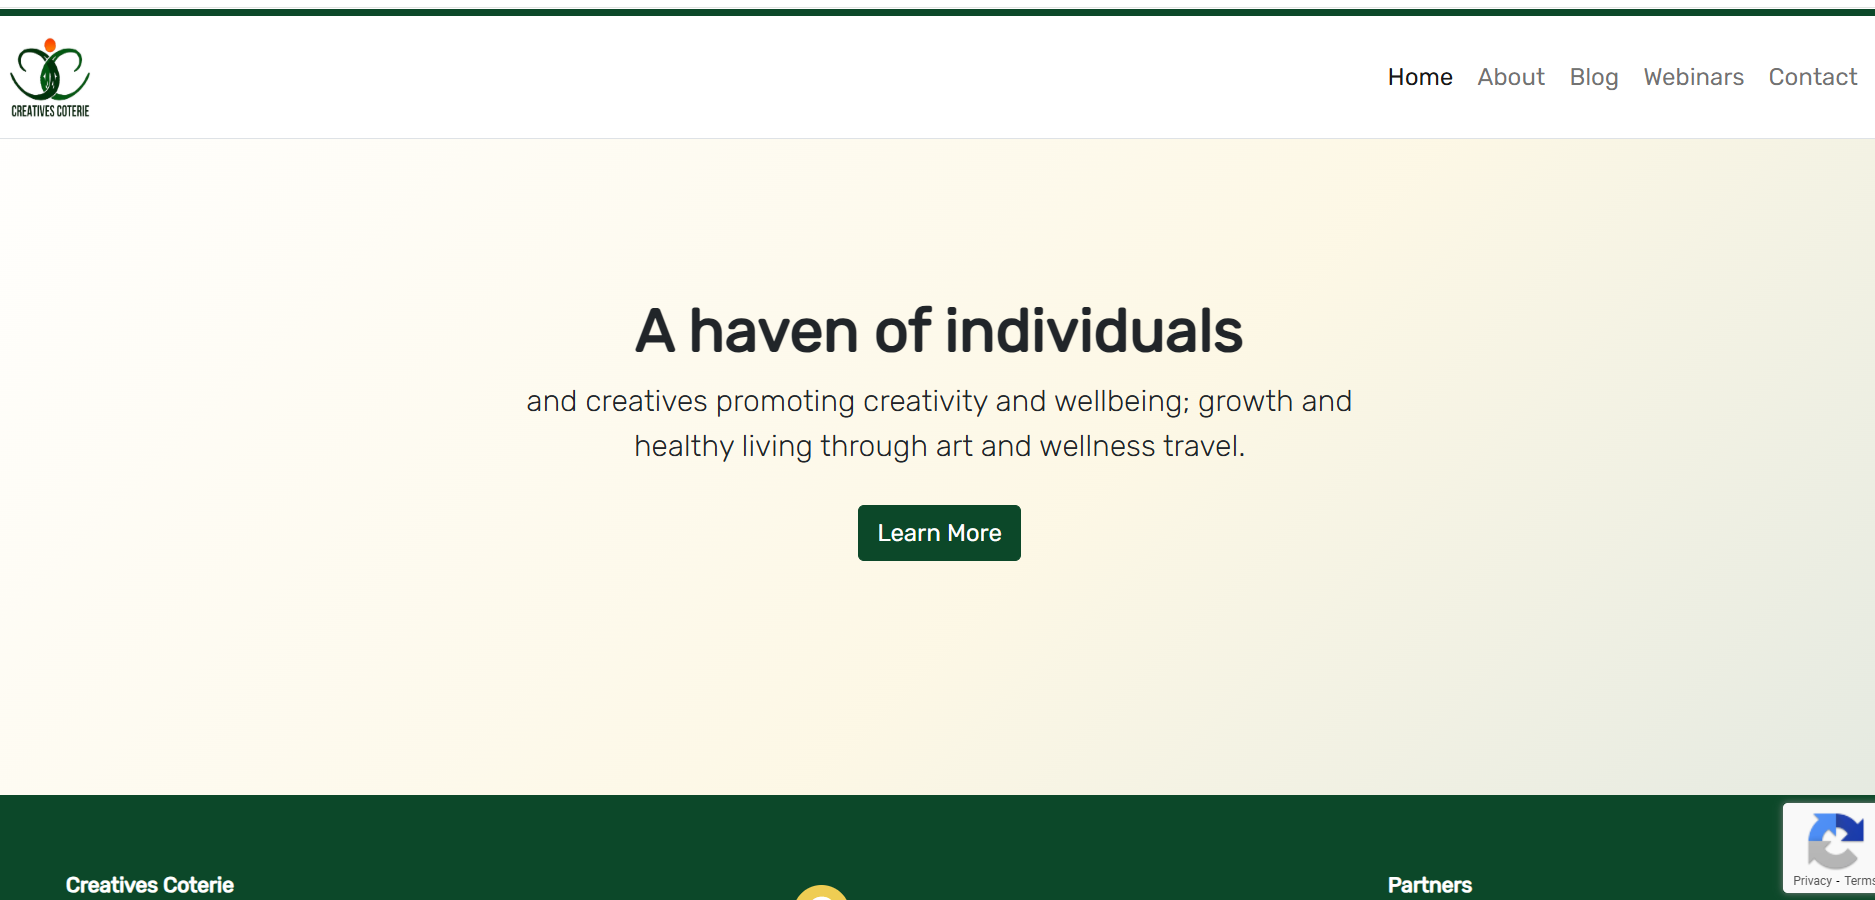 CREATIVES COTERIE
Home About Blog Webinars Contact
A haven of individuals
and creatives promoting creativity and wellbeing; growth and
healthy living through art and wellness travel.
Learn More
Creatives Coterie
Partners
Privacy - Terms